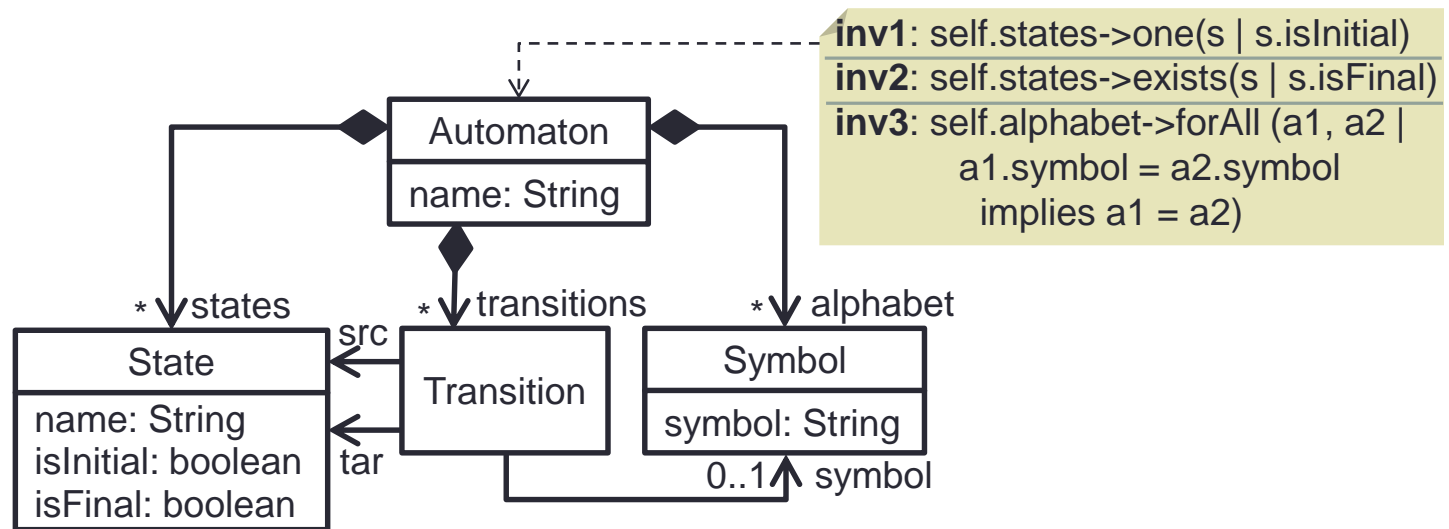 inv1: self.states->one(s | s.isInitial)
inv2: self.states->exists(s | s.isFinal)
inv3: self.alphabet->forAll (a1, a2 |
a1.symbol = a2.symbol
implies a1 = a2)
Automaton
name: String
* states
* transitions
* alphabet
State
name: String
isInitial: boolean
isFinal: boolean
src
tar
Transition
Symbol
symbol: String
0..1 symbol